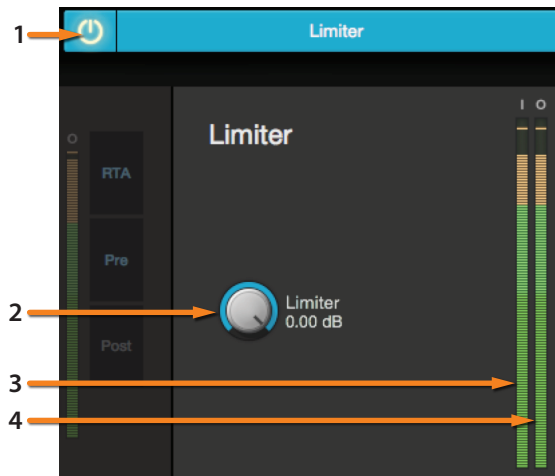 1
Limiter
I O
O
Limiter
RTA
Pre
2
Limiter
0.00 dB
Post
3
4